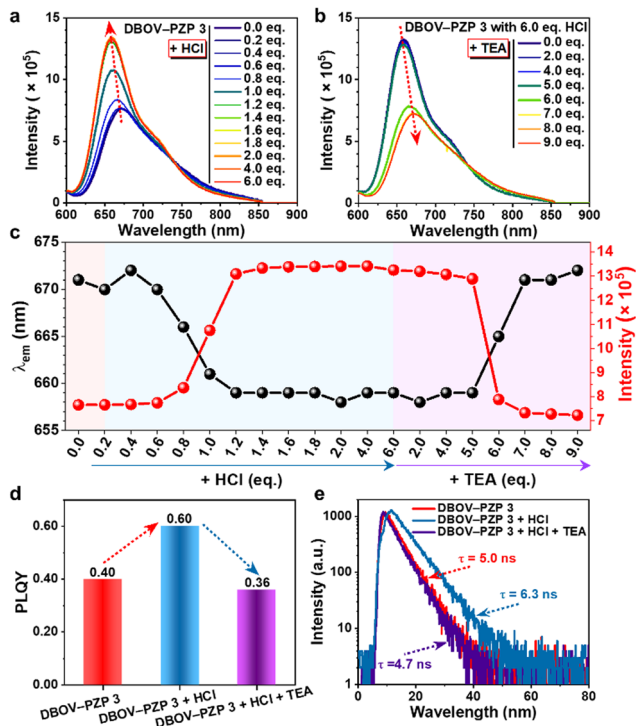 a
DBOV–PZP 3
+ HCl
0.0 eq.
0.2 eq.
0.4 eq.
0.6 eq.
0.8 eq.
1.0 eq.
1.2 eq.
1.4 eq.
1.6 eq.
1.8 eq.
2.0 eq.
4.0 eq.
6.0 eq.
Intensity ( × 10⁵)
15
10
5
0
600 650 700 750 800 850 900
Wavelength (nm)
b
DBOV–PZP 3 with 6.0 eq. HCl
+ TEA
0.0 eq.
2.0 eq.
4.0 eq.
5.0 eq.
6.0 eq.
7.0 eq.
8.0 eq.
9.0 eq.
Intensity ( × 10⁵)
15
10
5
0
600 650 700 750 800 850 900
Wavelength (nm)
c
λem (nm)
675
670
665
660
655
14
13
12
11
10
9
8
7
Intensity (× 10⁵)
0.0 0.2 0.4 0.6 0.8 1.0 1.2 1.4 1.6 1.8 2.0 4.0 6.0 2.0 4.0 5.0 6.0 7.0 8.0 9.0
+ HCl (eq.) + TEA (eq.)
d
PLQY
0.60
0.40
0.20
0.00
0.40
0.60
0.36
DBOV–PZP 3
DBOV–PZP 3 + HCl
DBOV–PZP 3 + HCl + TEA
e
DBOV–PZP 3
DBOV–PZP 3 + HCl
DBOV–PZP 3 + HCl + TEA
τ = 5.0 ns
τ = 6.3 ns
τ = 4.7 ns
Intensity (a.u.)
1000
100
10
1
0 20 40 60 80
Wavelength (nm)